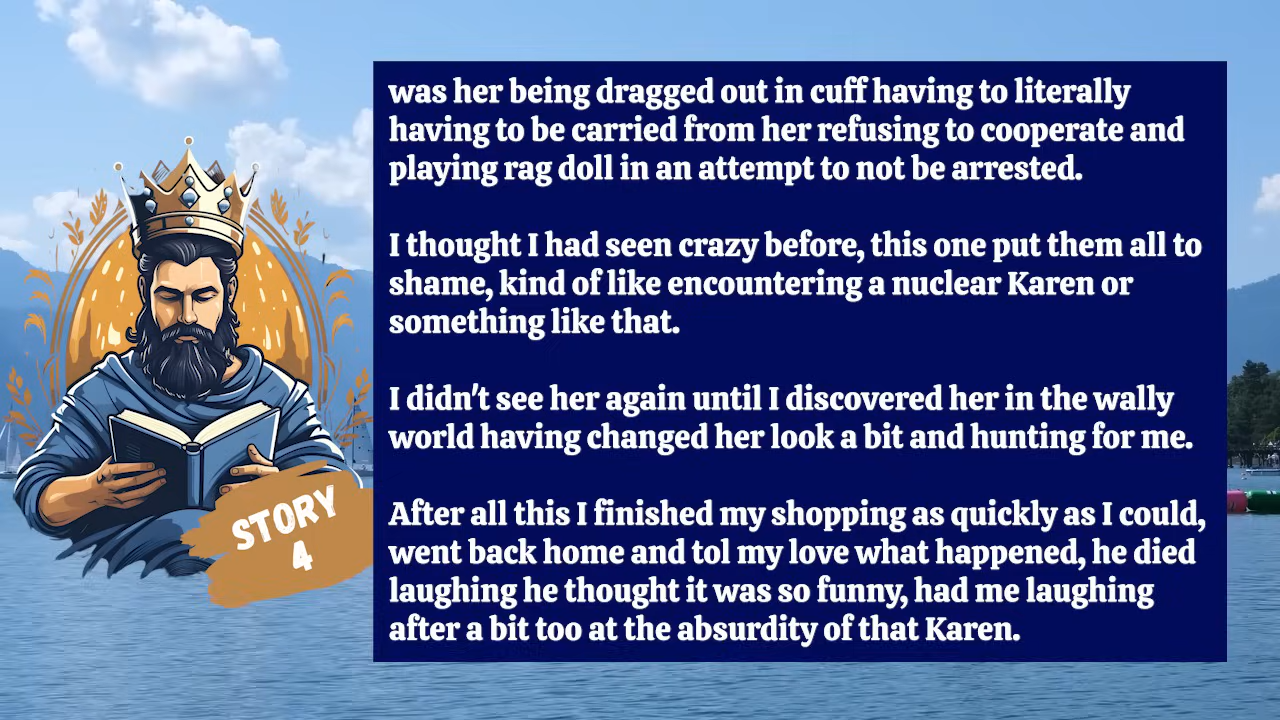 was her being dragged out in cuff having to literally
having to be carried from her refusing to cooperate and
playing rag doll in an attempt to not be arrested.
I thought I had seen crazy before, this one put them all to
shame, kind of like encountering a nuclear Karen or
something like that.
I didn't see her again until I discovered her in the wally
world having changed her look a bit and hunting for me.
After all this I finished my shopping as quickly as I could,
went back home and tol my love what happened, he died
laughing he thought it was so funny, had me laughing
after a bit too at the absurdity of that Karen.
STORY
4